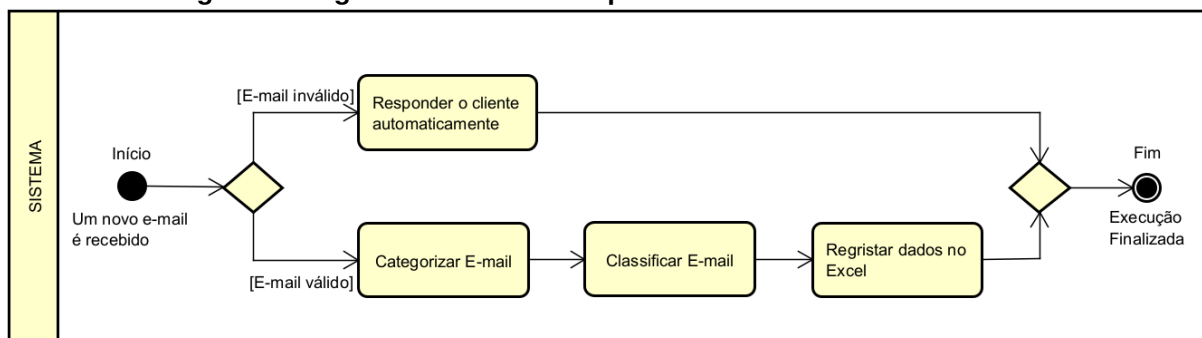 SISTEMA
Início
Um novo e-mail
é recebido
[E-mail inválido]
Responder o cliente
automaticamente
[E-mail válido]
Categorizar E-mail
Classificar E-mail
Regristar dados no
Excel
Fim
Execução
Finalizada